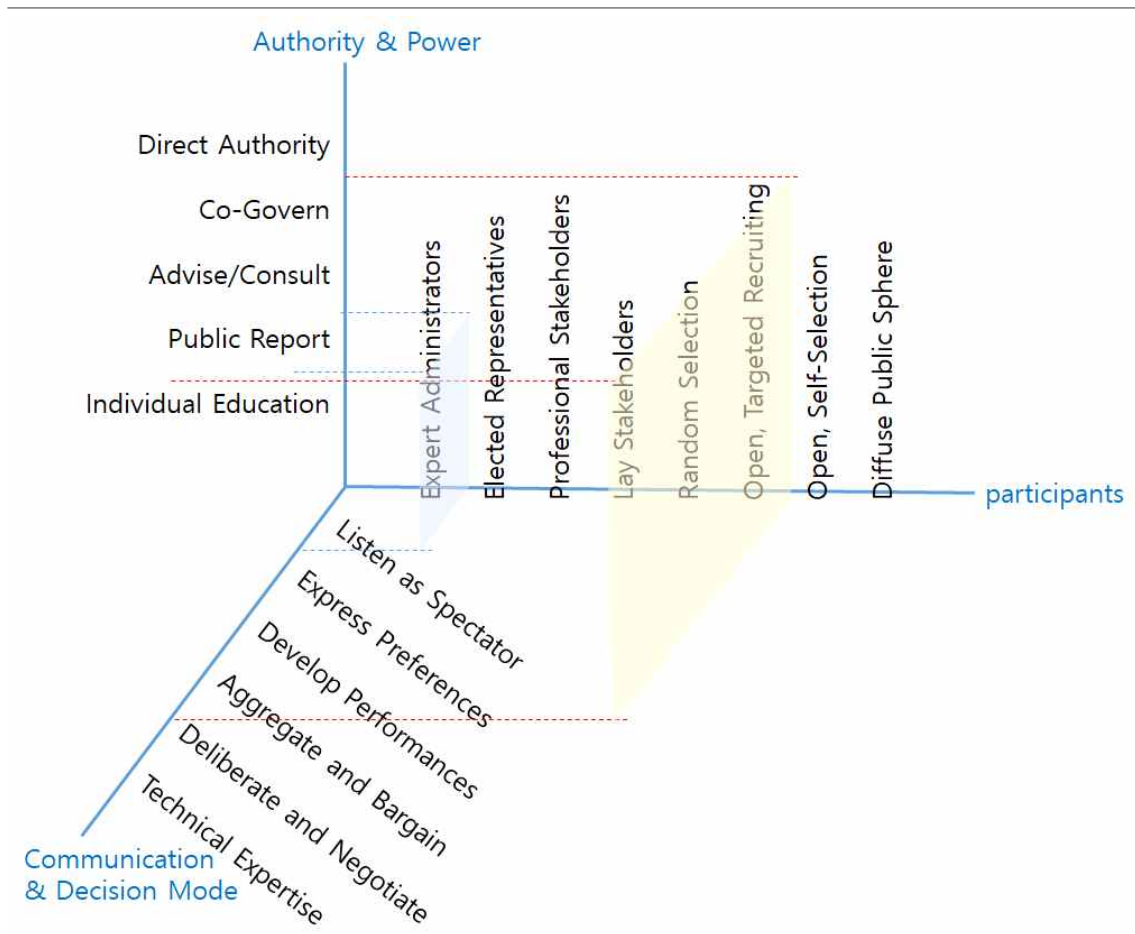 Authority & Power
Direct Authority
Co-Govern
Advise/Consult
Public Report
Individual Education
Expert Administrators
Elected Representatives
Professional Stakeholders
Lay Stakeholders
Random Selection
Open, Targeted Recruiting
Open, Self-Selection
Diffuse Public Sphere
participants
Listen as Spectator
Express Preferences
Develop Performances
Aggregate and Bargain
Deliberate and Negotiate
Technical Expertise
Communication
& Decision Mode